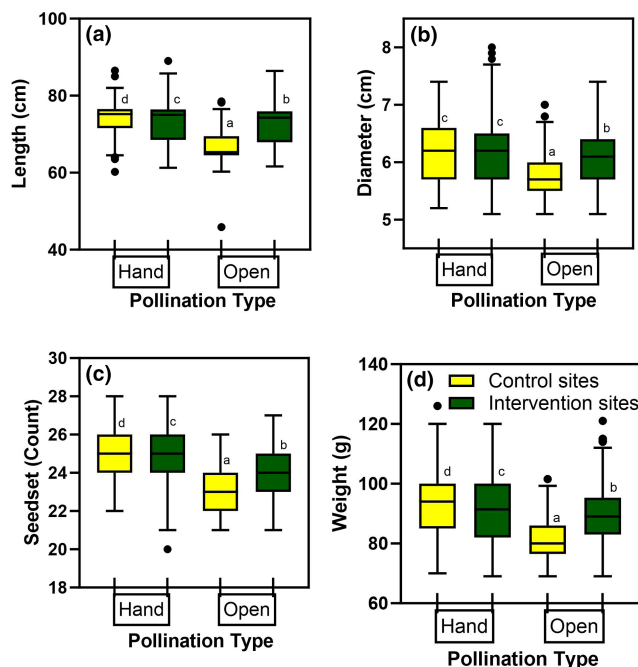 (a)
100
80
60
40
Length (cm)
d
c
a
b
Hand
Open
Pollination Type
(b)
8
7
6
5
Diameter (cm)
c
c
a
b
Hand
Open
Pollination Type
(c)
30
28
26
24
22
20
18
Seedset (Count)
d
c
a
b
Hand
Open
Pollination Type
(d)
Control sites
Intervention sites
140
120
100
80
60
Weight (g)
d
c
a
b
Hand
Open
Pollination Type